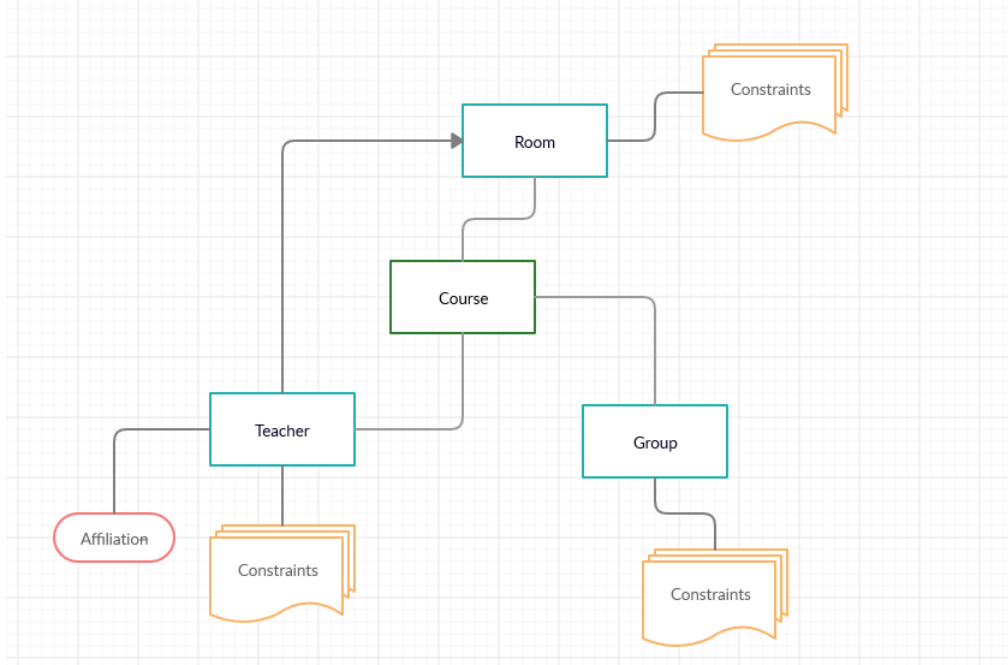 Constraints
Room
Course
Teacher
Group
Affiliation
Constraints
Constraints